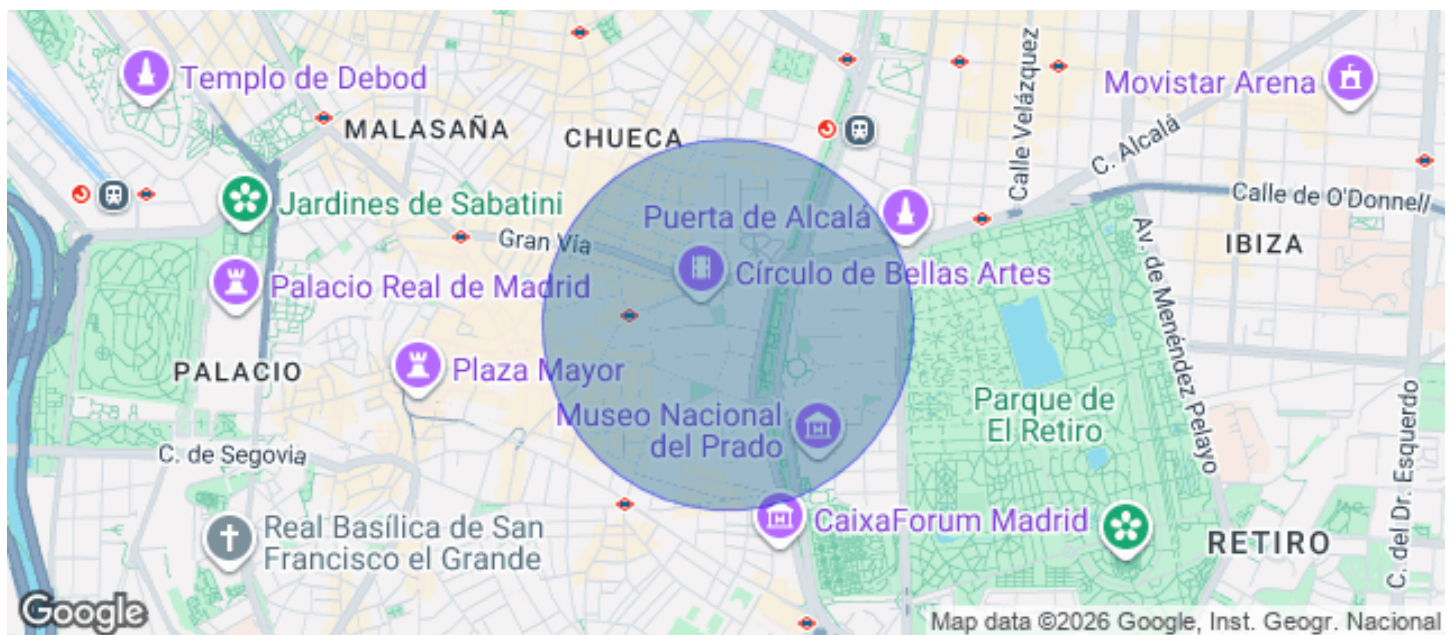 Templo de Debod
Movistar Arena
Calle Velázquez
MALASAÑA
CHUECA
C. Alcalá
Jardines de Sabatini
Puerta de Alcalá
Calle de O'Donnell
Gran Vía
IBIZA
Palacio Real de Madrid
Círculo de Bellas Artes
Av. de Menéndez Pelayo
PALACIO
Plaza Mayor
Museo Nacional
del Prado
Parque de
El Retiro
C. de Segovia
C. del Dr. Esquerdo
Real Basílica de San
Francisco el Grande
CaixaForum Madrid
RETIRO
Google
Map data ©2026 Google, Inst. Geogr. Nacional